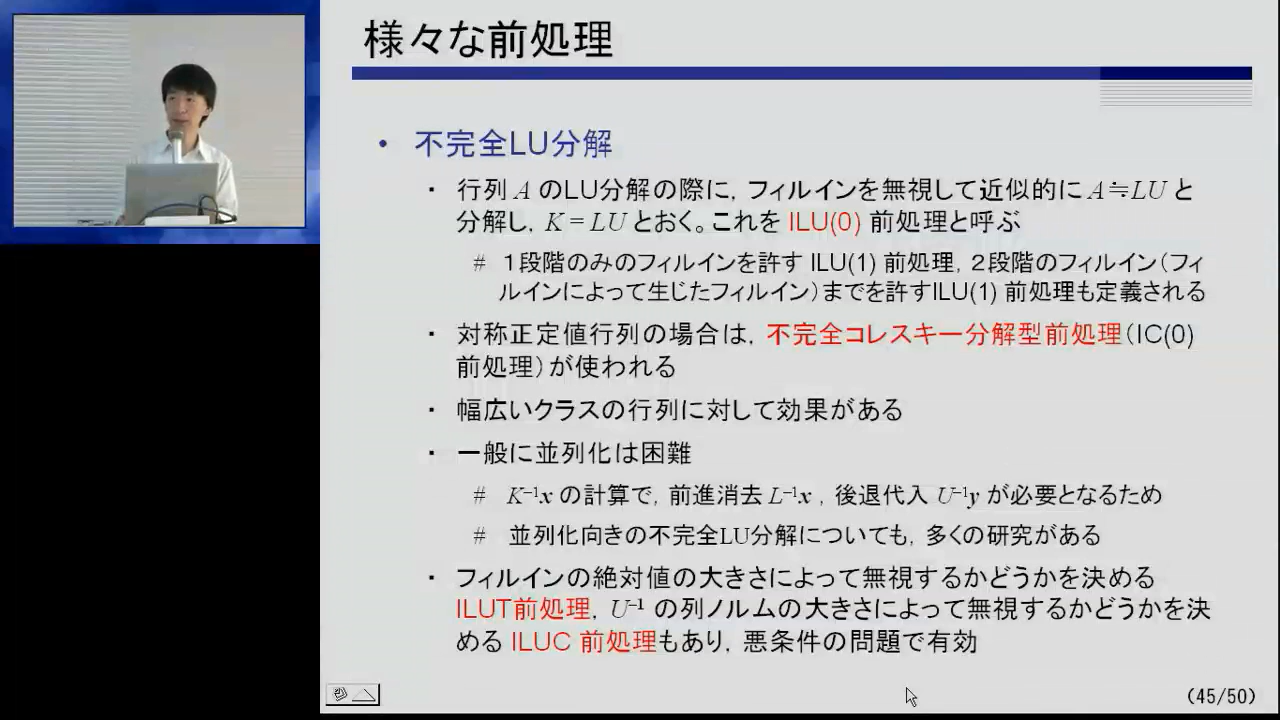 様々な前処理
• 不完全LU分解
・ 行列 A のLU分解の際に，フィルインを無視して近似的に A≒LU と
分解し，K = LU とおく。これを ILU(0) 前処理と呼ぶ
# １段階のみのフィルインを許す ILU(1) 前処理，２段階のフィルイン（フィ
ルインによって生じたフィルイン）までを許すILU(1) 前処理も定義される
・ 対称正定値行列の場合は，不完全コレスキー分解型前処理（IC(0)
前処理）が使われる
・ 幅広いクラスの行列に対して効果がある
・ 一般に並列化は困難
# K⁻¹x の計算で，前進消去 L⁻¹x ，後退代入 U⁻¹y が必要となるため
# 並列化向きの不完全LU分解についても，多くの研究がある
・ フィルインの絶対値の大きさによって無視するかどうかを決める
ILUT前処理，U⁻¹ の列ノルムの大きさによって無視するかどうかを決
める ILUC 前処理もあり，悪条件の問題で有効
(45/50)